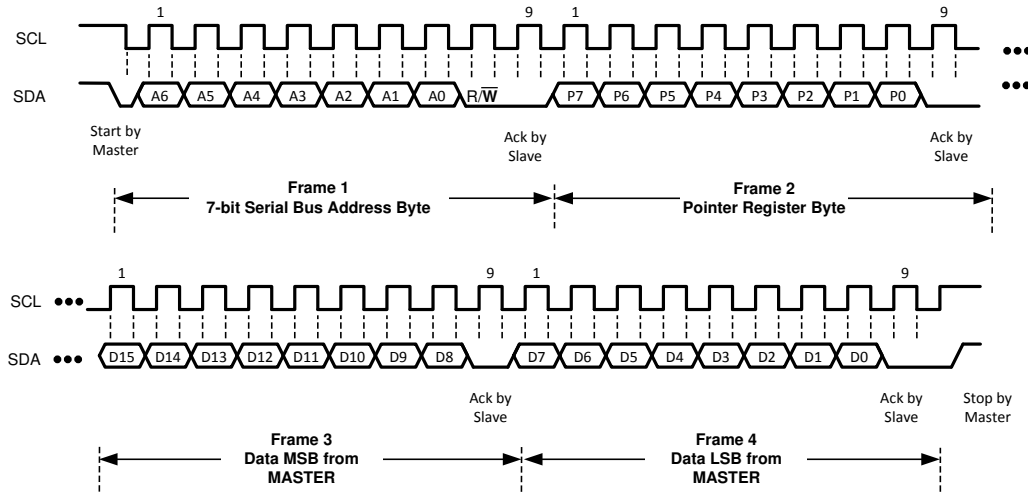 1 9 1 9
SCL
SDA A6 A5 A4 A3 A2 A1 A0 R/W̅ P7 P6 P5 P4 P3 P2 P1 P0
Start by
Master
Ack by
Slave
Ack by
Slave
Frame 1
7-bit Serial Bus Address Byte
Frame 2
Pointer Register Byte
1 9 1 9
SCL
SDA D15 D14 D13 D12 D11 D10 D9 D8 D7 D6 D5 D4 D3 D2 D1 D0
Ack by
Slave
Ack by
Slave
Stop by
Master
Frame 3
Data MSB from
MASTER
Frame 4
Data LSB from
MASTER